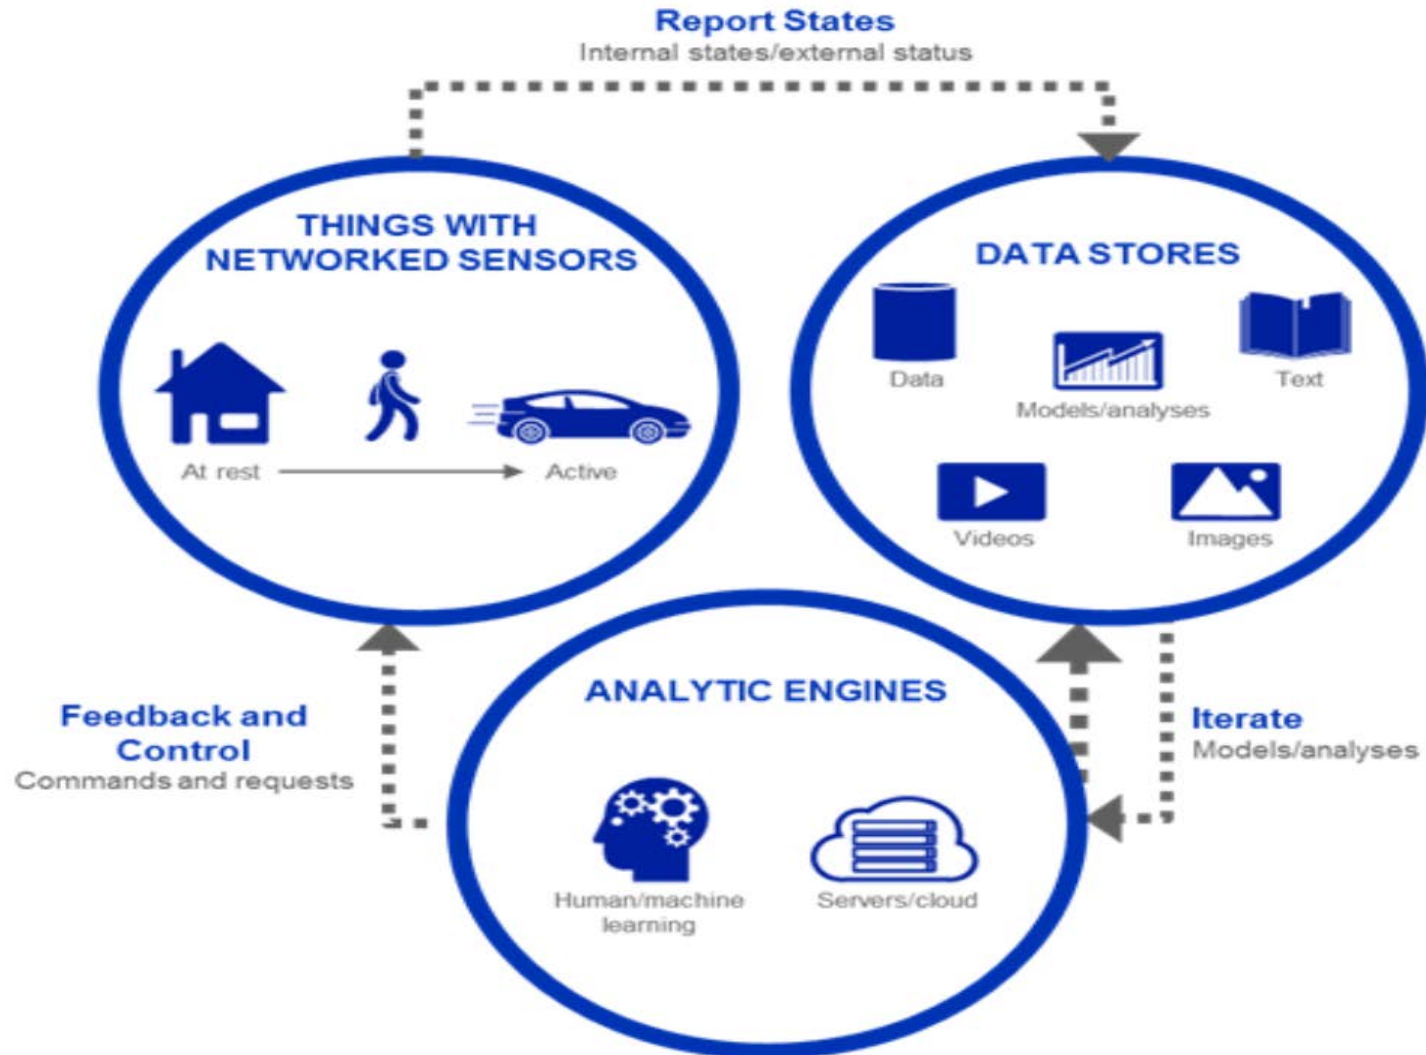 Report States
Internal states/external status
THINGS WITH
NETWORKED SENSORS
At rest
Active
DATA STORES
Data
Models/analyses
Text
Videos
Images
Feedback and
Control
Commands and requests
ANALYTIC ENGINES
Human/machine
learning
Servers/cloud
Iterate
Models/analyses